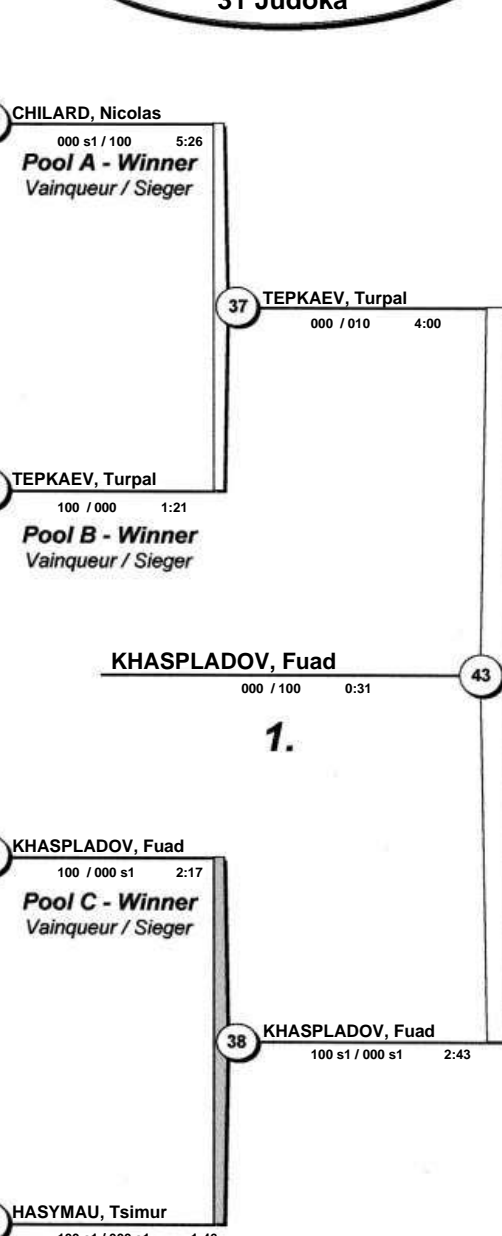 31 Judoka
CHILARD, Nicolas
000 s1 / 100 5:26
Pool A - Winner
Vainqueur / Sieger
37
TEPKAEV, Turpal
000 / 010 4:00
TEPKAEV, Turpal
100 / 000 1:21
Pool B - Winner
Vainqueur / Sieger
KHASPLADOV, Fuad
000 / 100 0:31
43
1.
KHASPLADOV, Fuad
100 / 000 s1 2:17
Pool C - Winner
Vainqueur / Sieger
38
KHASPLADOV, Fuad
100 s1 / 000 s1 2:43
HASYMAU, Tsimur